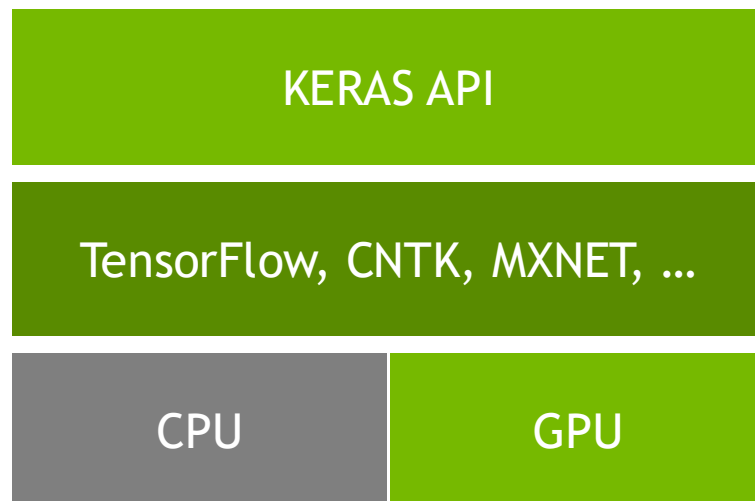 KERAS API
TensorFlow, CNTK, MXNET, …
CPU
GPU